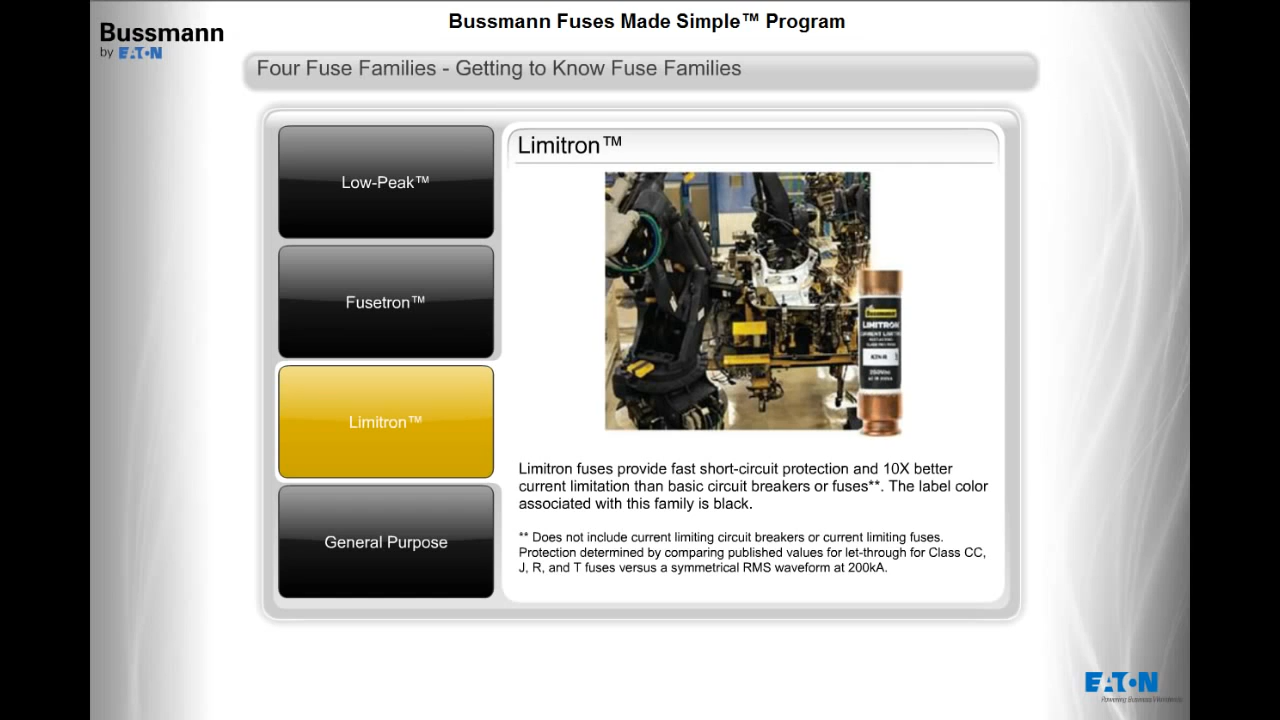 Bussmann Fuses Made Simple™ Program
Bussmann
by EATON
Four Fuse Families - Getting to Know Fuse Families
Low-Peak™
Fusetron™
Limitron™
General Purpose
Limitron™
Bussmann
LIMITRON
Limitron fuses provide fast short-circuit protection and 10X better
current limitation than basic circuit breakers or fuses**. The label color
associated with this family is black.
** Does not include current limiting circuit breakers or current limiting fuses.
Protection determined by comparing published values for let-through for Class CC,
J, R, and T fuses versus a symmetrical RMS waveform at 200kA.
EATON
Powering Business Worldwide